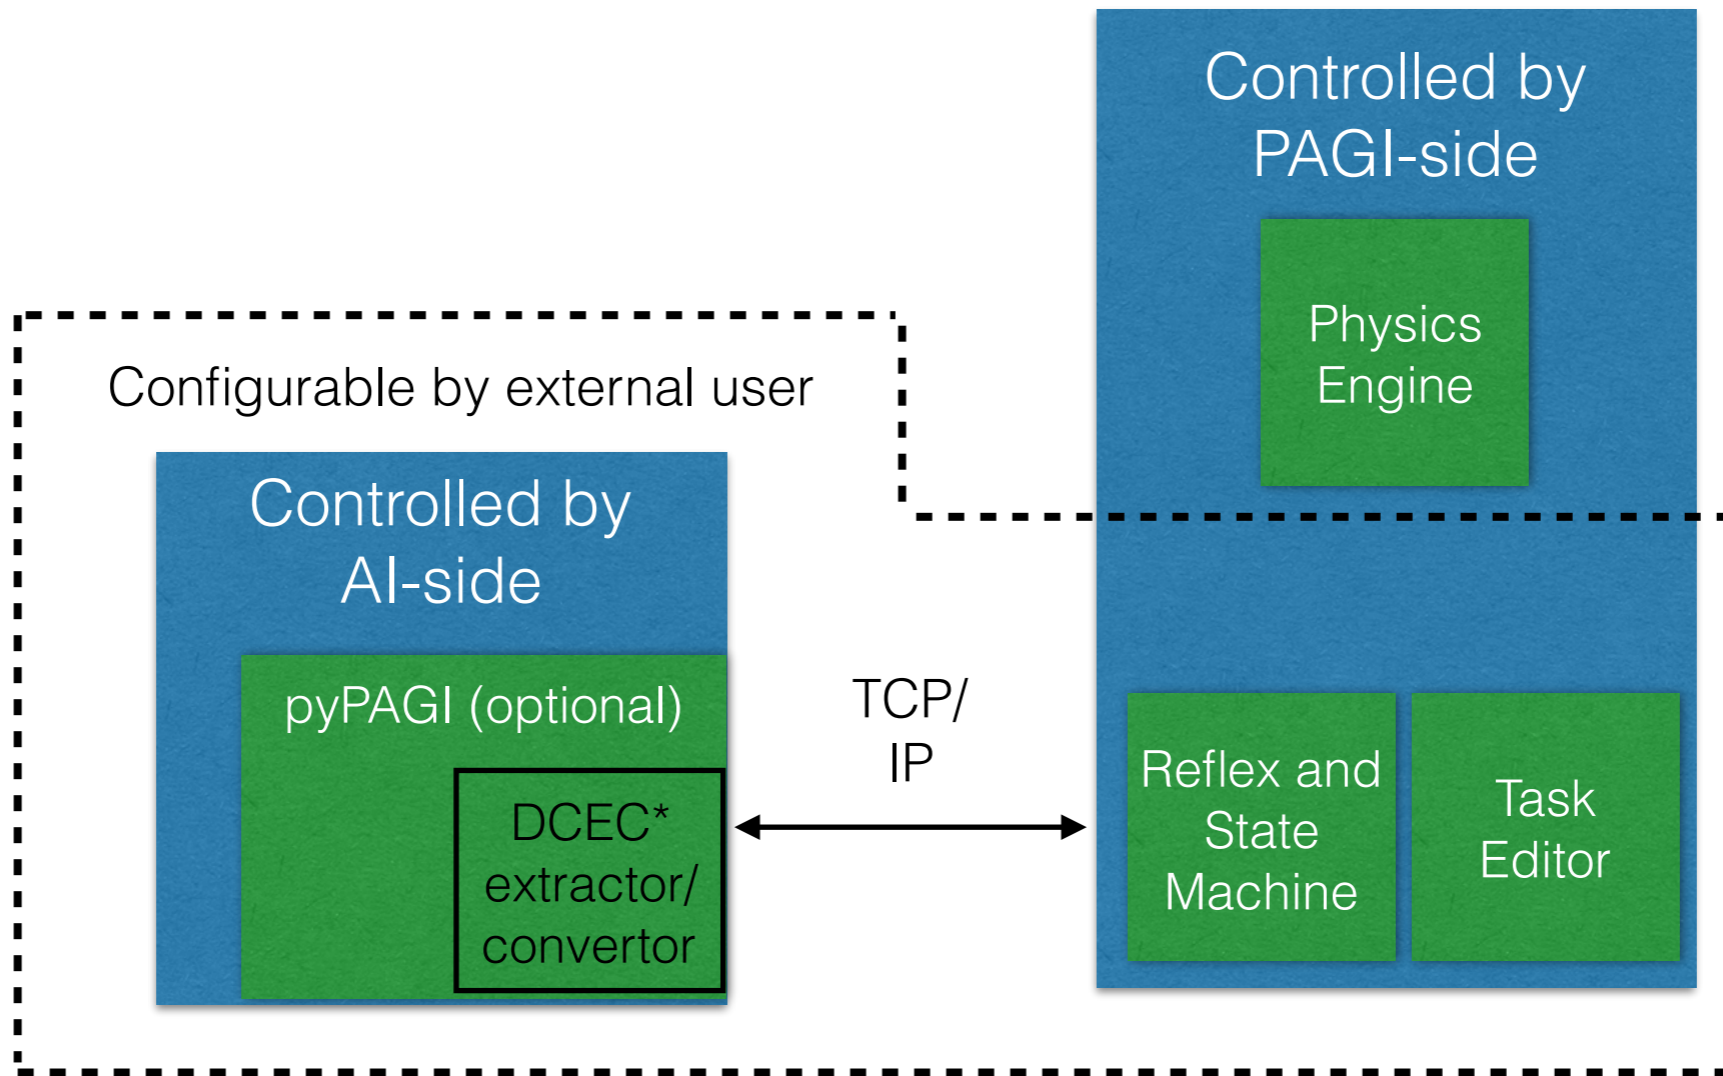 Controlled by
PAGI-side
Physics
Engine
Configurable by external user
Controlled by
AI-side
pyPAGI (optional)
DCEC*
extractor/
convertor
TCP/
IP
Reflex and
State
Machine
Task
Editor